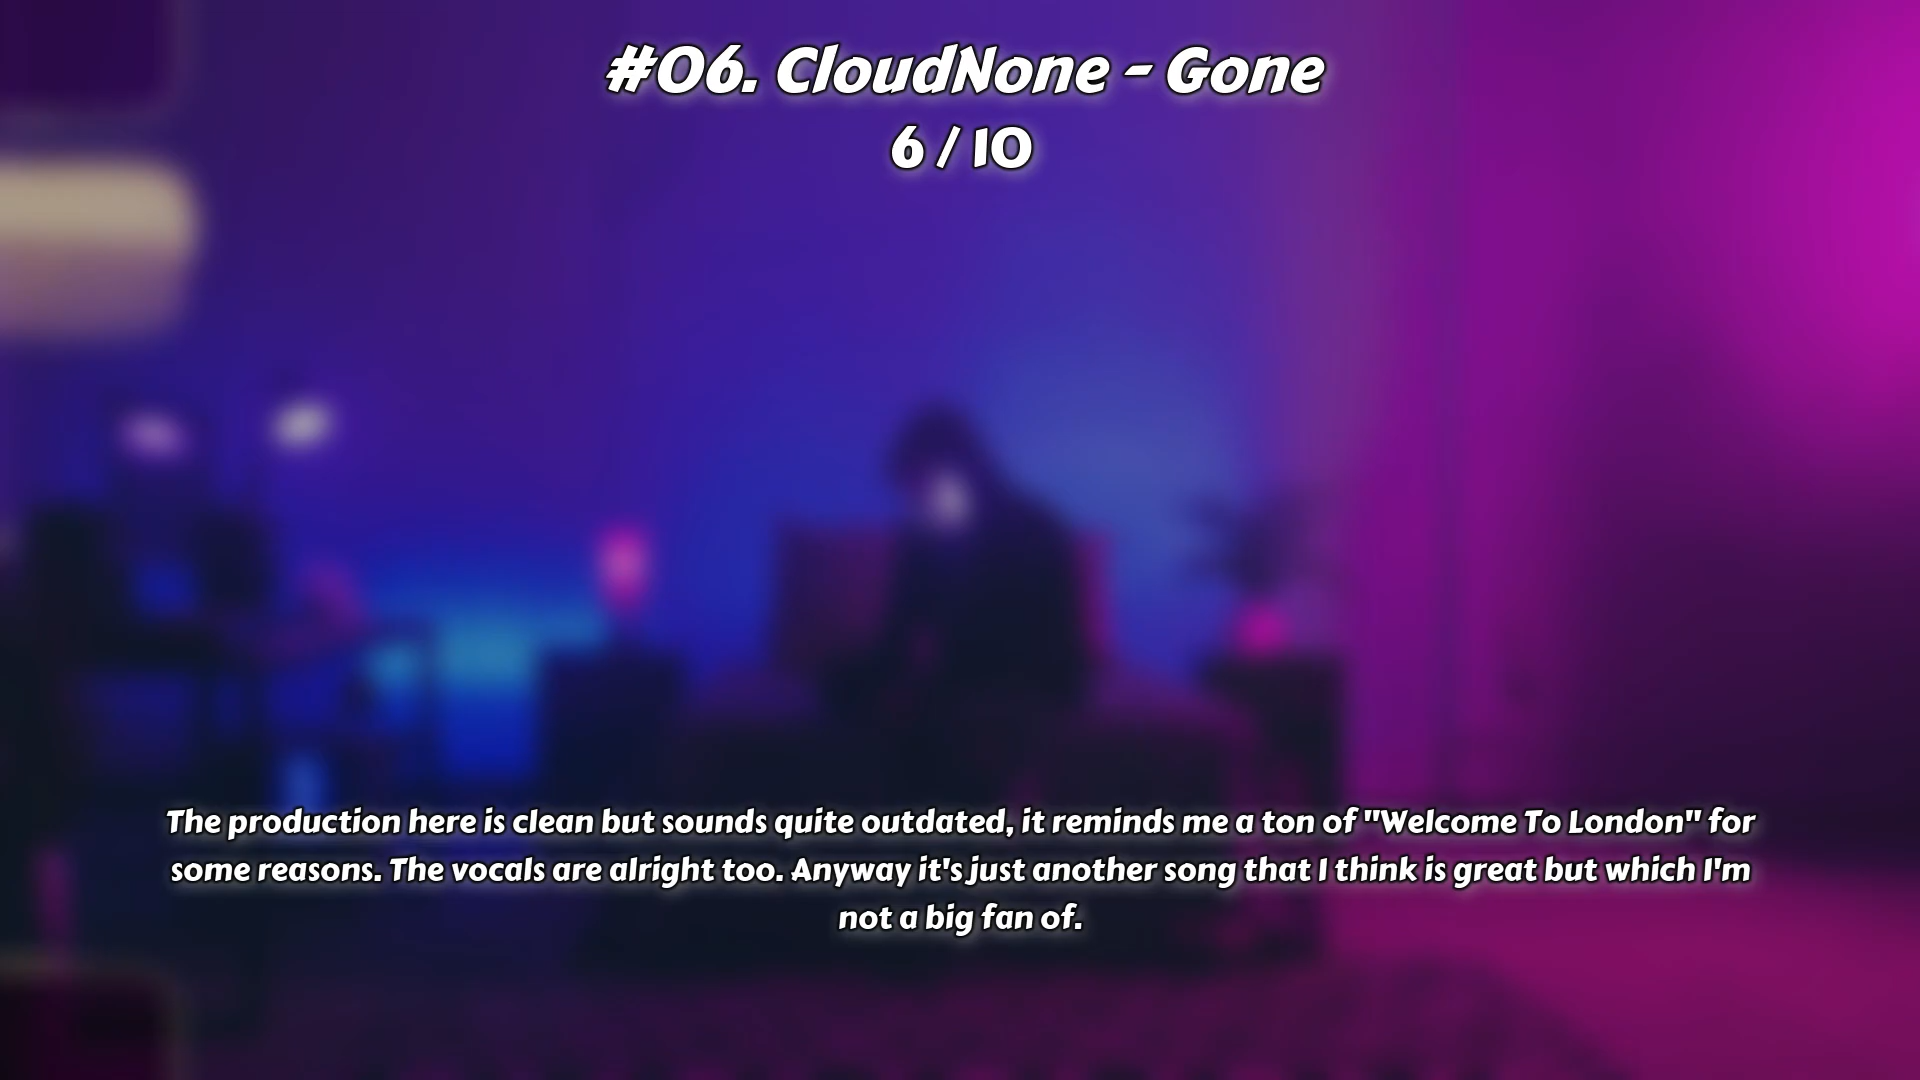 #06. CloudNone - Gone
6 / 10
The production here is clean but sounds quite outdated, it reminds me a ton of "Welcome To London" for
some reasons. The vocals are alright too. Anyway it's just another song that I think is great but which I'm
not a big fan of.